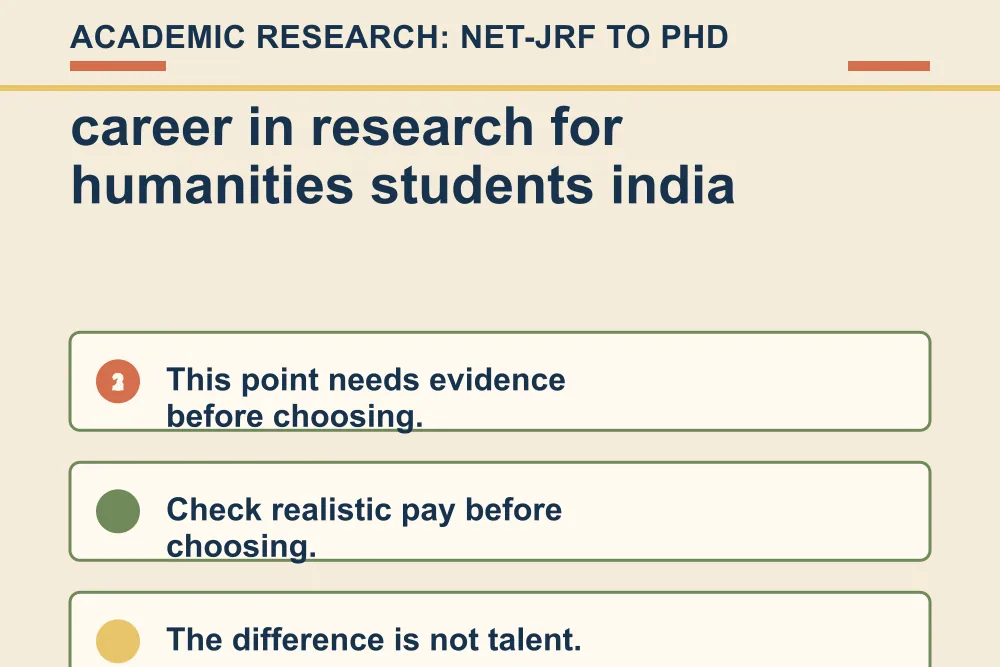 ACADEMIC RESEARCH: NET-JRF TO PHD
career in research for
humanities students india
This point needs evidence
before choosing.
Check realistic pay before
choosing.
The difference is not talent.